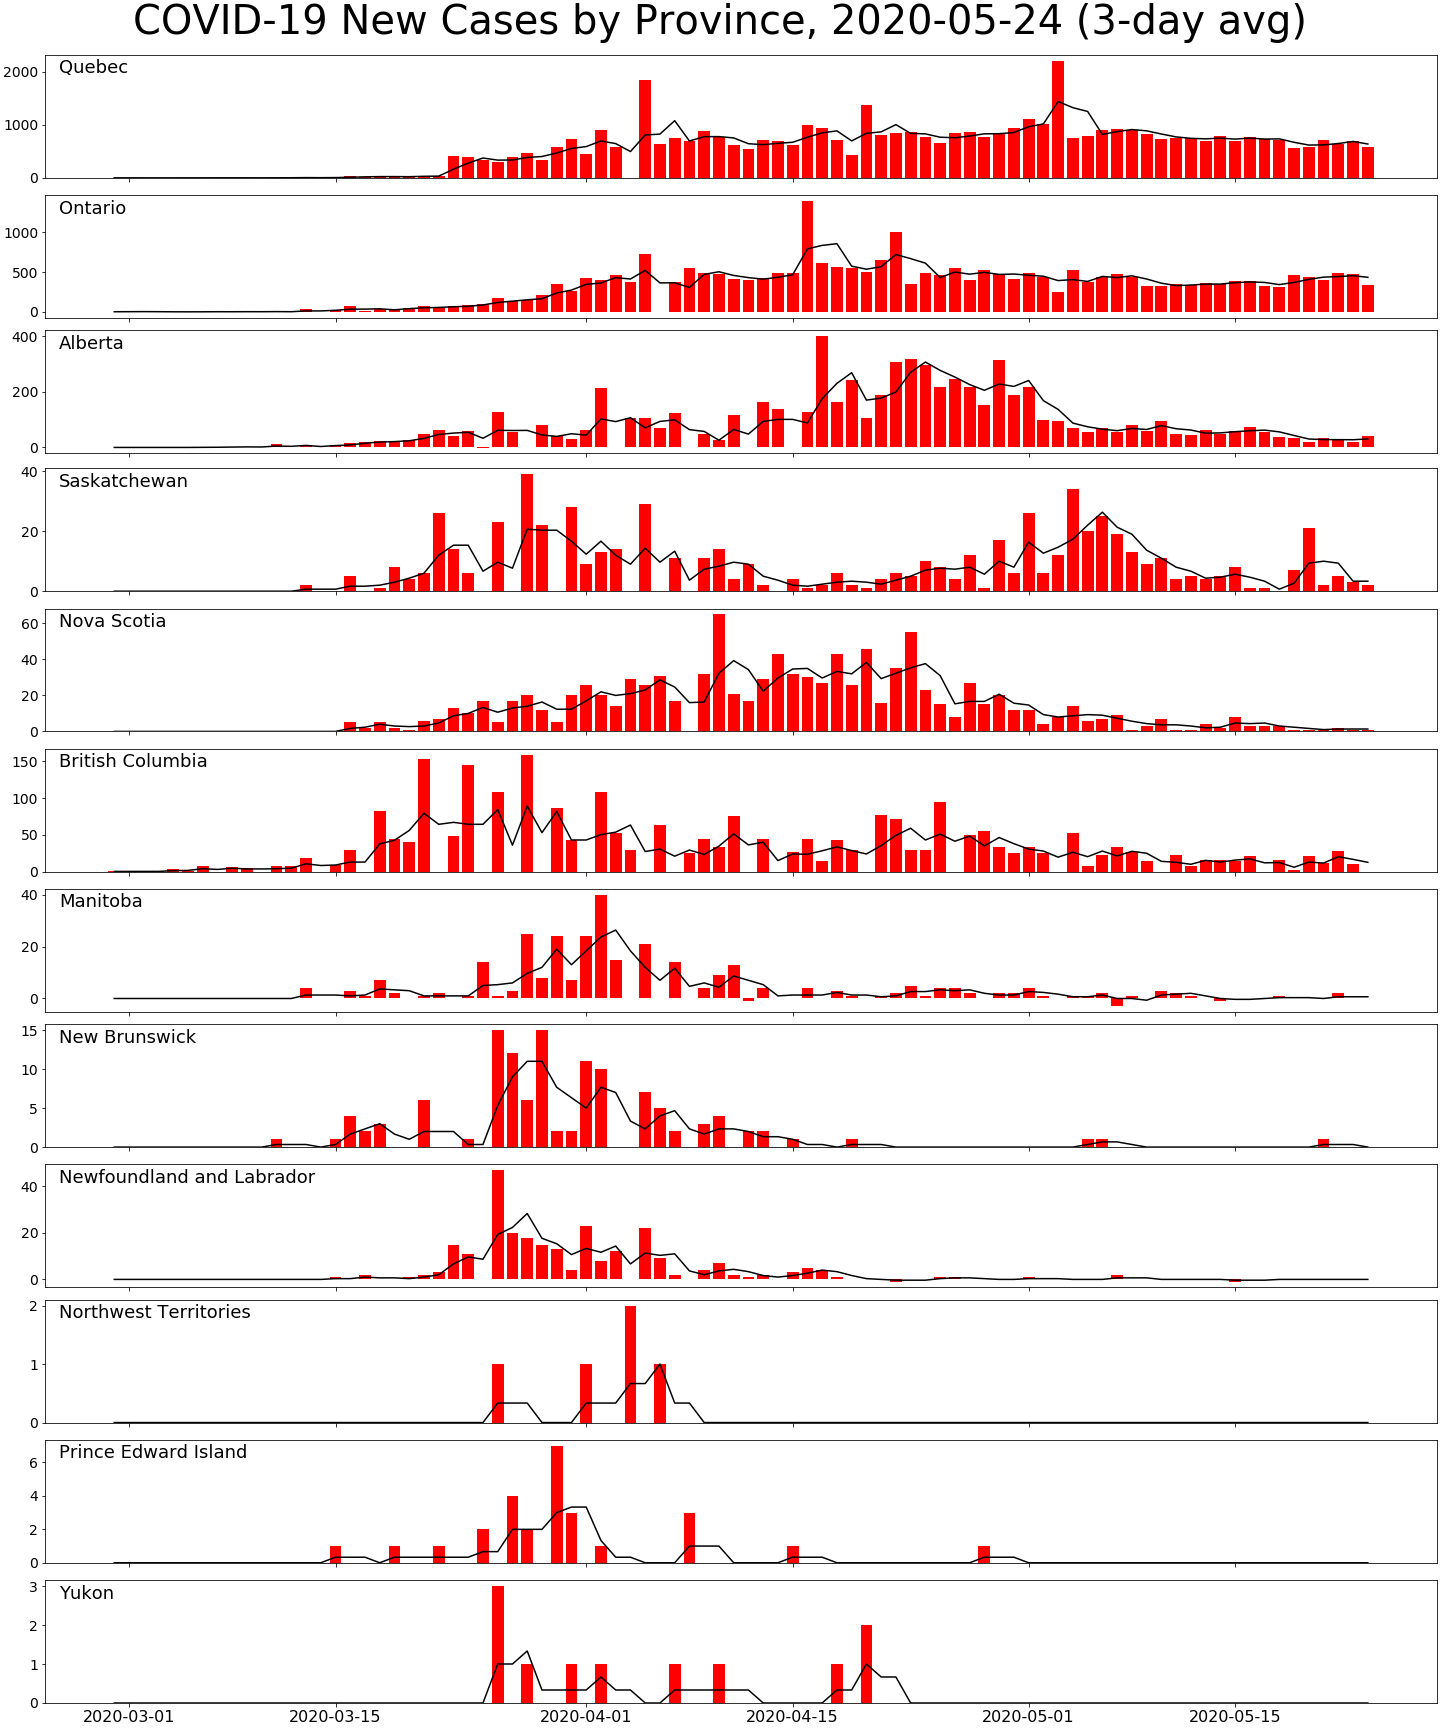 COVID-19 New Cases by Province, 2020-05-24 (3-day avg)
Quebec
2000
1000
0
Ontario
1000
500
0
Alberta
400
200
0
Saskatchewan
40
20
0
Nova Scotia
60
40
20
0
British Columbia
150
100
50
0
Manitoba
40
20
0
New Brunswick
15
10
5
0
Newfoundland and Labrador
40
20
0
Northwest Territories
2
1
0
Prince Edward Island
6
4
2
0
Yukon
3
2
1
0
2020-03-01 2020-03-15 2020-04-01 2020-04-15 2020-05-01 2020-05-15